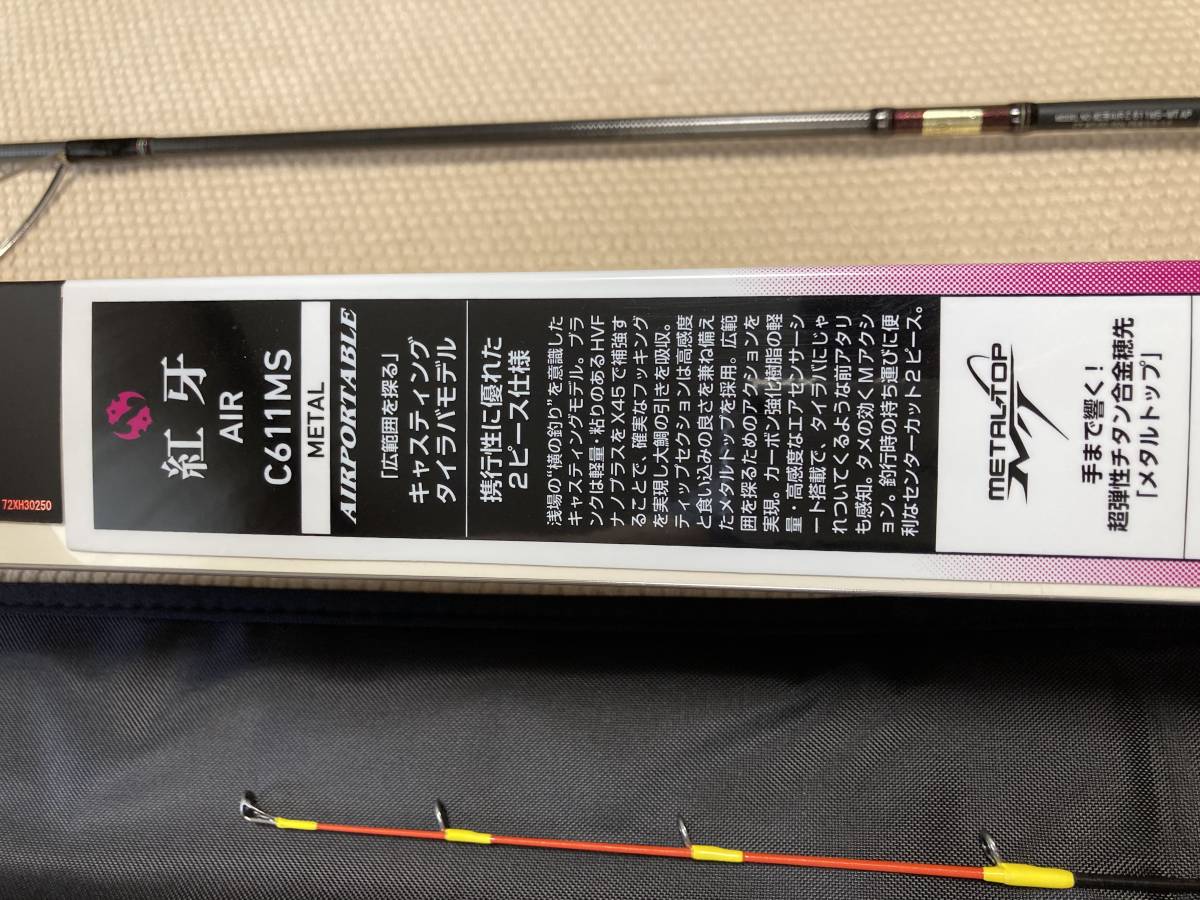 72XH30250
紅牙
AIR
C611MS
METAL
AIRPORTABLE
「広範囲を探る」
キャスティング
タイラバモデル
携行性に優れた
2ピース仕様
浅場の“横の釣り”を意識した
キャスティングモデル。ブラ
ンクは軽量・粘りのあるHVF
ナノプラスをX45で補強す
ることで、確実なフッキング
を実現し大鯛の引きを吸収。
ティップセクションは高感度
と食い込みの良さを兼ね備え
たメタルトップを採用。広範
囲を探るためのアクションを
実現。カーボン強化樹脂の軽
量・高感度なエアセンサーシ
ート搭載で、タイラバにじゃ
れついてくるような前アタリ
も感知。タメの効くMアクシ
ョン。釣行時の持ち運びに便
利なセンターカット2ピース。
METAL-TOP
MT
手まで響く!
超弾性チタン合金穂先
「メタルトップ」